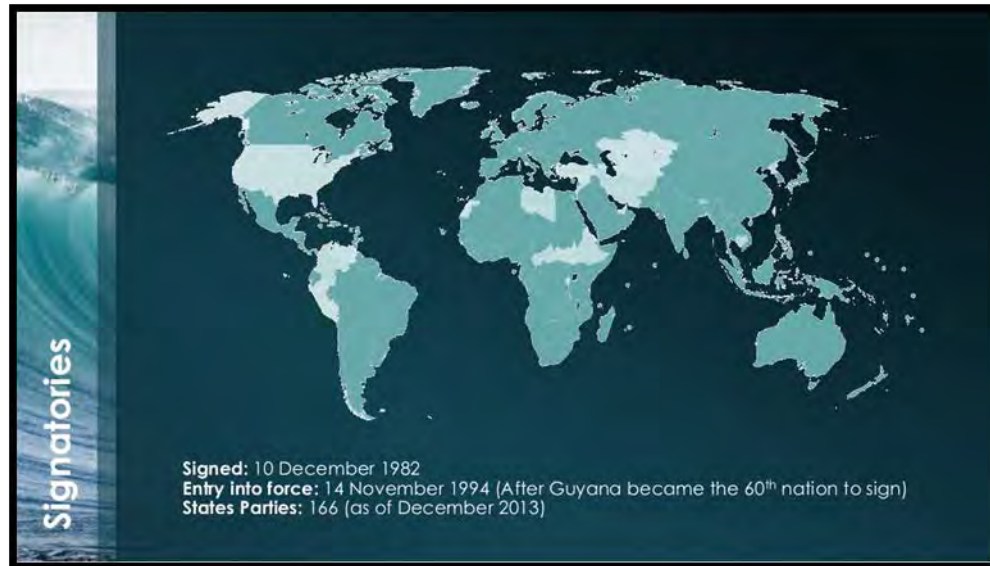 Signatories
Signed: 10 December 1982
Entry into force: 14 November 1994 (After Guyana became the 60th nation to sign)
States Parties: 166 (as of December 2013)